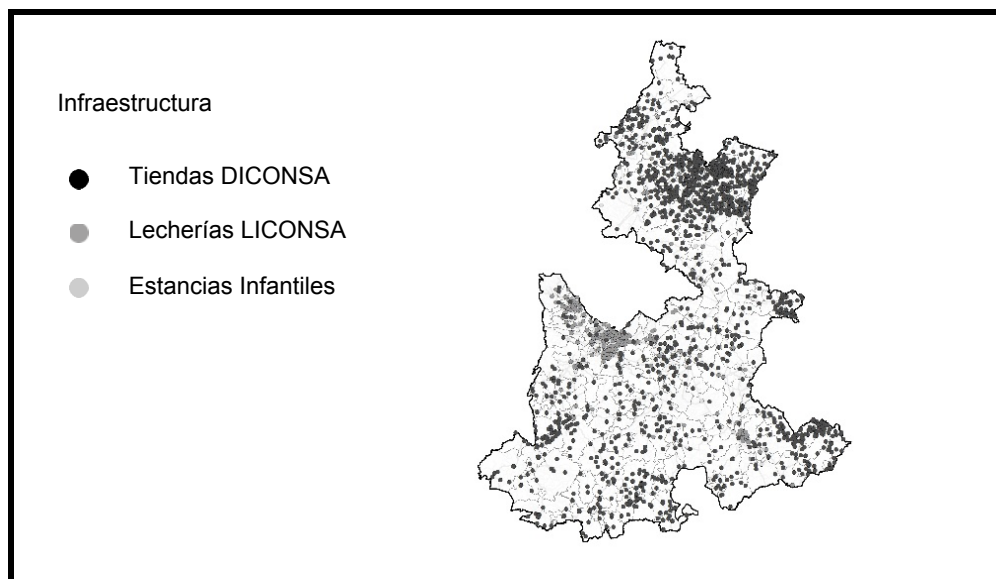 Infraestructura
Tiendas DICONSA
Lecherías LICONSA
Estancias Infantiles